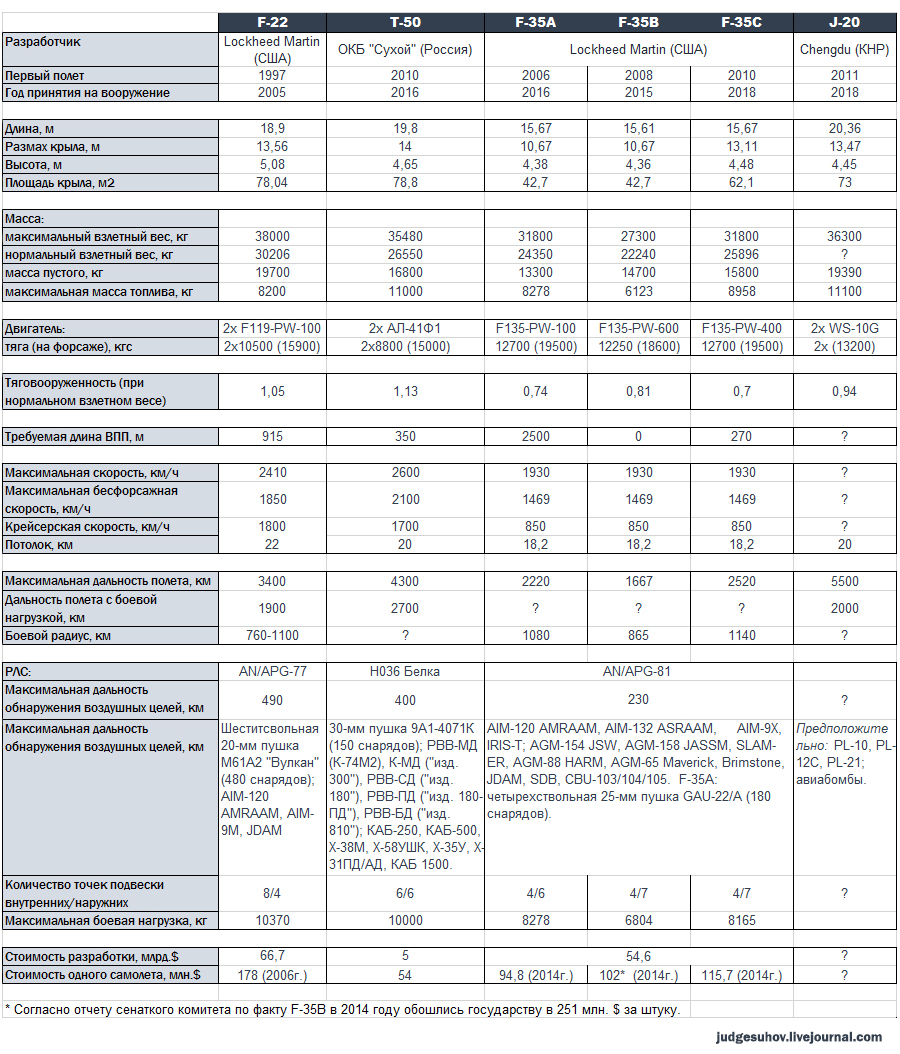 F-22 T-50 F-35A F-35B F-35C J-20
Разработчик Lockheed Martin (США) ОКБ "Сухой" (Россия) Lockheed Martin (США) Chengdu (КНР)
Первый полет 1997 2010 2006 2008 2010 2011
Год принятия на вооружение 2005 2016 2016 2015 2018 2018
Длина, м 18,9 19,8 15,67 15,61 15,67 20,36
Размах крыла, м 13,56 14 10,67 10,67 13,11 13,47
Высота, м 5,08 4,65 4,38 4,36 4,48 4,45
Площадь крыла, м2 78,04 78,8 42,7 42,7 62,1 73
Масса:
максимальный взлетный вес, кг 38000 35480 31800 27300 31800 36300
нормальный взлетный вес, кг 30206 26550 24350 22240 25896 ?
масса пустого, кг 19700 16800 13300 14700 15800 19390
максимальная масса топлива, кг 8200 11000 8278 6123 8958 11100
Двигатель: 2x F119-PW-100 2x АЛ-41Ф1 F135-PW-100 F135-PW-600 F135-PW-400 2x WS-10G
тяга (на форсаже), кгс 2x10500 (15900) 2x8800 (15000) 12700 (19500) 12250 (18600) 12700 (19500) 2x (13200)
Тяговооруженность (при
нормальном взлетном весе) 1,05 1,13 0,74 0,81 0,7 0,94
Требуемая длина ВПП, м 915 350 2500 0 270 ?
Максимальная скорость, км/ч 2410 2600 1930 1930 1930 ?
Максимальная бесфорсажная
скорость, км/ч 1850 2100 1469 1469 1469 ?
Крейсерская скорость, км/ч 1800 1700 850 850 850 ?
Потолок, км 22 20 18,2 18,2 18,2 20
Максимальная дальность полета, км 3400 4300 2220 1667 2520 5500
Дальность полета с боевой
нагрузкой, км 1900 2700 ? ? ? 2000
Боевой радиус, км 760-1100 ? 1080 865 1140 ?
РЛС: AN/APG-77 Н036 Белка AN/APG-81
Максимальная дальность
обнаружения воздушных целей, км 490 400 230 ?
Максимальная дальность
обнаружения воздушных целей, км
Шеститсвольная
20-мм пушка
M61A2 "Вулкан"
(480 снарядов);
AIM-120
AMRAAM, AIM-
9M, JDAM
30-мм пушка 9А1-4071К
(150 снарядов); РВВ-МД
(К-74М2), К-МД ("изд.
300"), РВВ-СД ("изд.
180"), РВВ-ПД ("изд. 180-
ПД"), РВВ-БД ("изд.
810"); КАБ-250, КАБ-500,
Х-38М, Х-58УШК, Х-35У, Х-
31ПД/АД, КАБ 1500.
AIM-120 AMRAAM, AIM-132 ASRAAM, AIM-9X,
IRIS-T; AGM-154 JSW, AGM-158 JASSM, SLAM-
ER, AGM-88 HARM, AGM-65 Maverick, Brimstone,
JDAM, SDB, CBU-103/104/105. F-35A:
четырехствольная 25-мм пушка GAU-22/A (180
снарядов).
Предположите
льно: PL-10, PL-
12C, PL-21;
авиабомбы.
Количество точек подвески
внутренних/наружних 8/4 6/6 4/6 4/7 4/7 ?
Максимальная боевая нагрузка, кг 10370 10000 8278 6804 8165 ?
Стоимость разработки, млрд.$ 66,7 5 54,6 ?
Стоимость одного самолета, млн.$ 178 (2006г.) 54 94,8 (2014г.) 102* (2014г.) 115,7 (2014г.) ?
* Согласно отчету сенаткого комитета по факту F-35B в 2014 году обошлись государству в 251 млн. $ за штуку.
judgesuhov.livejournal.com